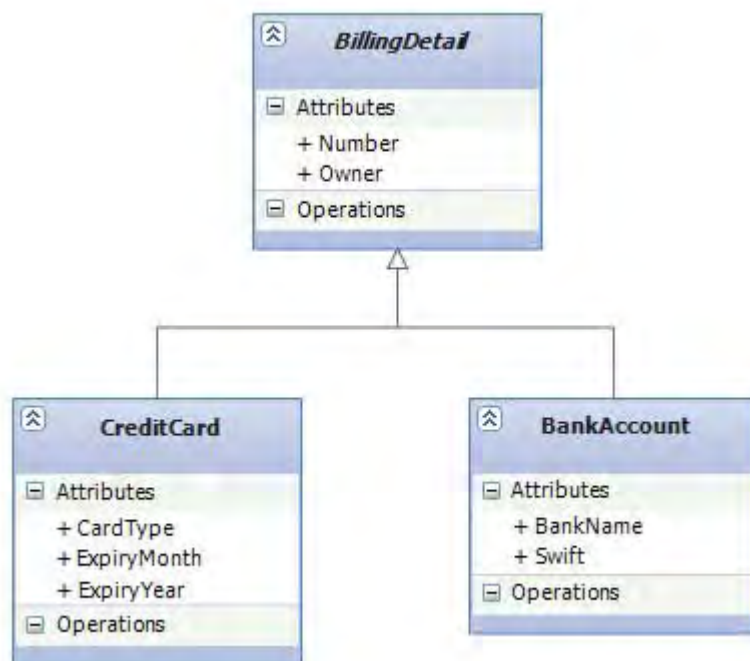 BillingDetail
Attributes
+ Number
+ Owner
Operations
CreditCard
Attributes
+ CardType
+ ExpiryMonth
+ ExpiryYear
Operations
BankAccount
Attributes
+ BankName
+ Swift
Operations